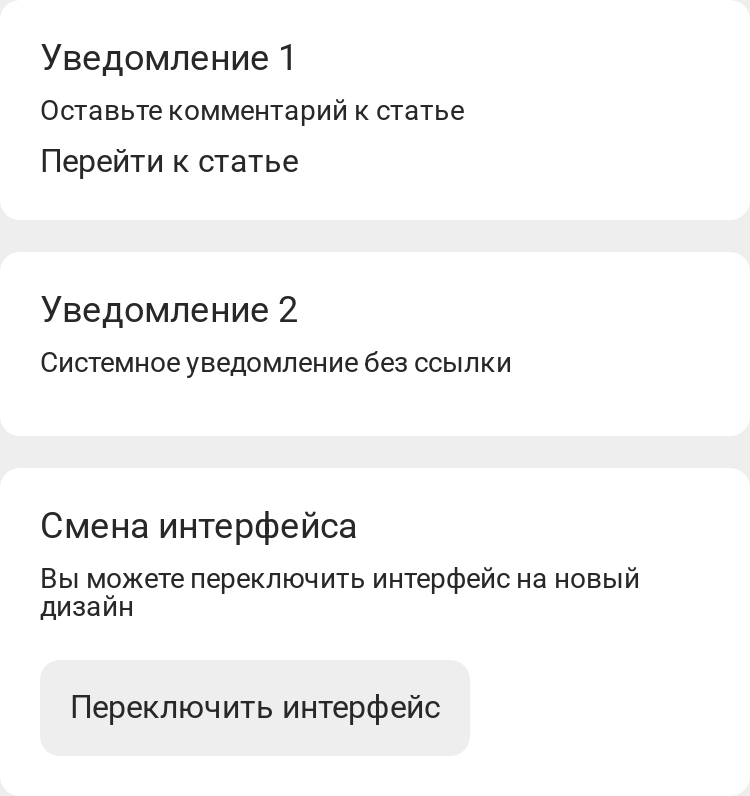 Уведомление 1
Оставьте комментарий к статье
Перейти к статье
Уведомление 2
Системное уведомление без ссылки
Смена интерфейса
Вы можете переключить интерфейс на новый
дизайн
Переключить интерфейс